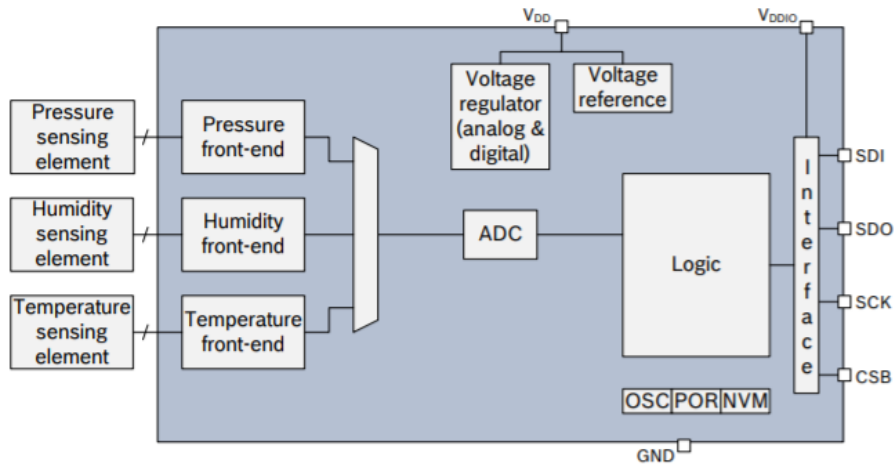 VDD
VDDIO
Voltage
regulator
(analog &
digital)
Voltage
reference
Pressure
sensing
element
Pressure
front-end
Humidity
sensing
element
Humidity
front-end
Temperature
sensing
element
Temperature
front-end
ADC
Logic
OSC POR NVM
Interface
SDI
SDO
SCK
CSB
GND